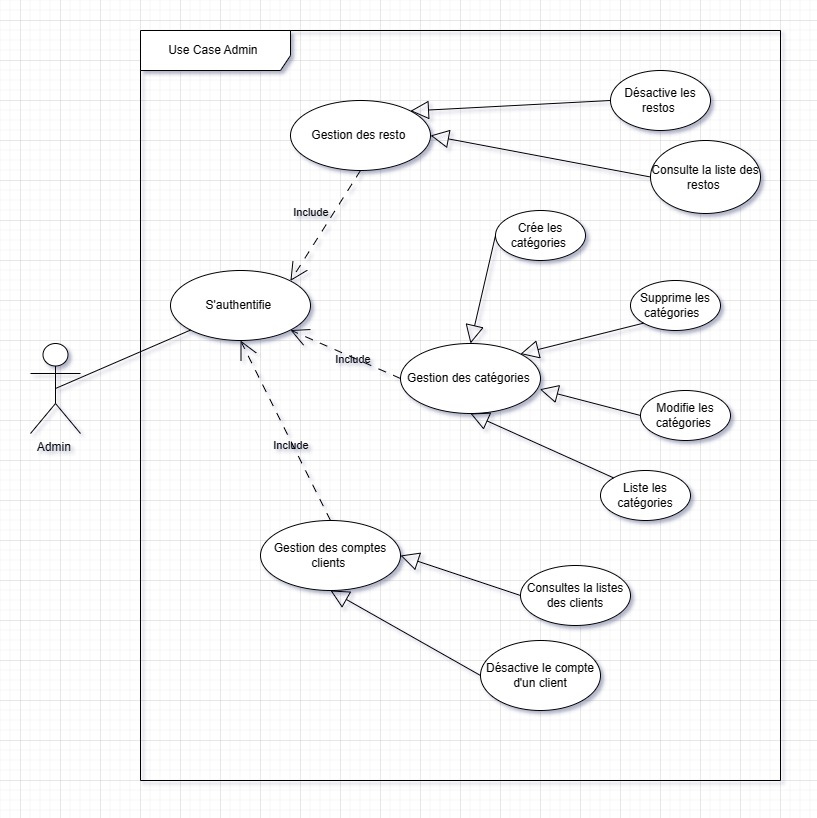 Use Case Admin
Désactive les
restos
Gestion des resto
Consulte la liste des
restos
Include
Crée les
catégories
S'authentifie
Supprime les
catégories
Include
Gestion des catégories
Modifie les
catégories
Admin
Include
Liste les
catégories
Gestion des comptes
clients
Consultes la listes
des clients
Désactive le compte
d'un client